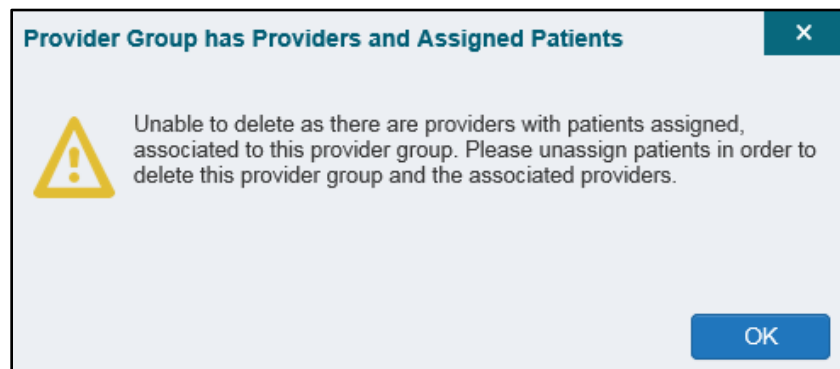 Provider Group has Providers and Assigned Patients
Unable to delete as there are providers with patients assigned,
associated to this provider group. Please unassign patients in order to
delete this provider group and the associated providers.
OK